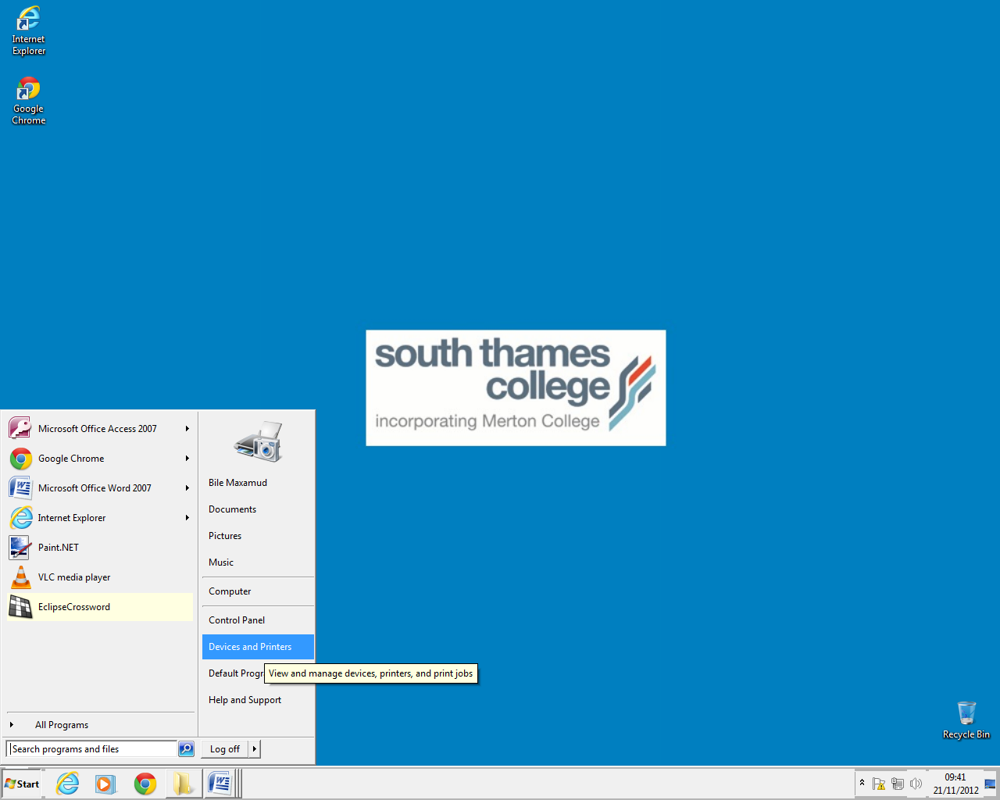 Internet
Explorer
Google
Chrome
south thames
college
incorporating Merton College
Microsoft Office Access 2007
Google Chrome
Microsoft Office Word 2007
Internet Explorer
Paint.NET
VLC media player
EclipseCrossword
All Programs
Search programs and files
Bile Maxamud
Documents
Pictures
Music
Computer
Control Panel
Devices and Printers
Default Progr
View and manage devices, printers, and print jobs
Help and Support
Log off
Recycle Bin
Start
09:41
21/11/2012